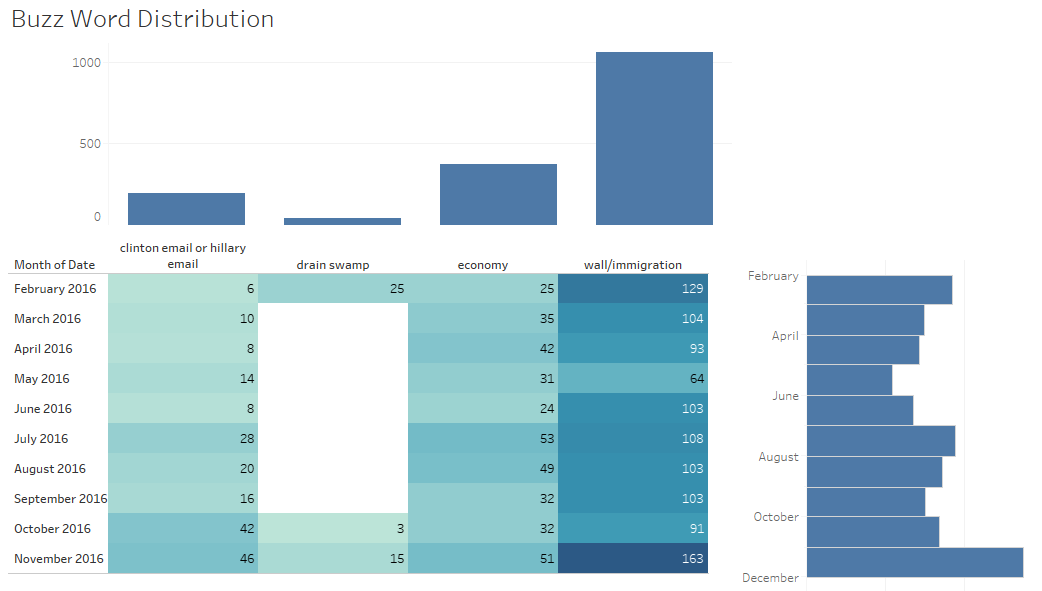 Buzz Word Distribution
1000
500
0
clinton email or hillary
email
Month of Date drain swamp economy wall/immigration
February 2016 6 25 25 129
March 2016 10 35 104
April 2016 8 42 93
May 2016 14 31 64
June 2016 8 24 103
July 2016 28 53 108
August 2016 20 49 103
September 2016 16 32 103
October 2016 42 3 32 91
November 2016 46 15 51 163
February
April
June
August
October
December